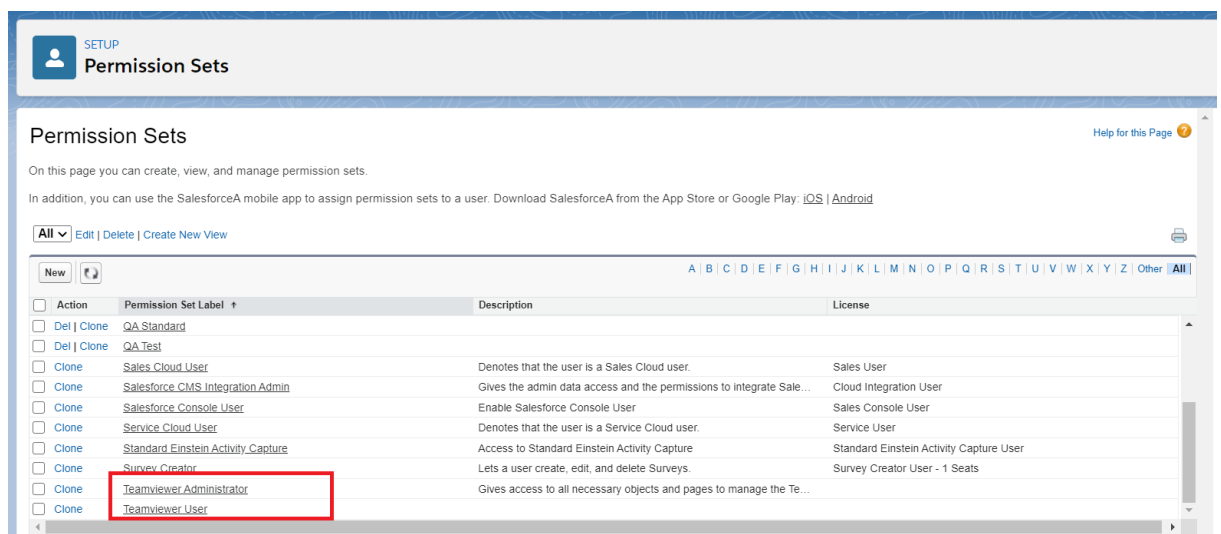 SETUP
Permission Sets
Permission Sets
Help for this Page ?
On this page you can create, view, and manage permission sets.
In addition, you can use the SalesforceA mobile app to assign permission sets to a user. Download SalesforceA from the App Store or Google Play: iOS | Android
All Edit | Delete | Create New View
New A | B | C | D | E | F | G | H | I | J | K | L | M | N | O | P | Q | R | S | T | U | V | W | X | Y | Z | Other All
Action Permission Set Label ↑ Description License
Del | Clone QA Standard
Del | Clone QA Test
Clone Sales Cloud User Denotes that the user is a Sales Cloud user. Sales User
Clone Salesforce CMS Integration Admin Gives the admin data access and the permissions to integrate Sale... Cloud Integration User
Clone Salesforce Console User Enable Salesforce Console User Sales Console User
Clone Service Cloud User Denotes that the user is a Service Cloud user. Service User
Clone Standard Einstein Activity Capture Access to Standard Einstein Activity Capture Standard Einstein Activity Capture User
Clone Survey Creator Lets a user create, edit, and delete Surveys. Survey Creator User - 1 Seats
Clone Teamviewer Administrator Gives access to all necessary objects and pages to manage the Te...
Clone Teamviewer User